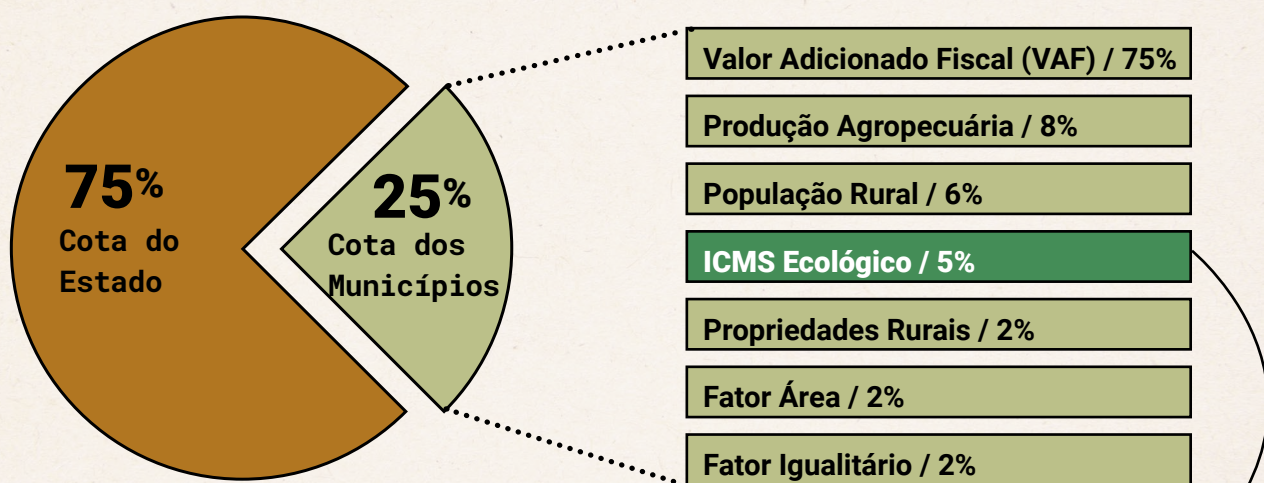 75%
Cota do
Estado
25%
Cota dos
Municípios
Valor Adicionado Fiscal (VAF) / 75%
Produção Agropecuária / 8%
População Rural / 6%
ICMS Ecológico / 5%
Propriedades Rurais / 2%
Fator Área / 2%
Fator Igualitário / 2%